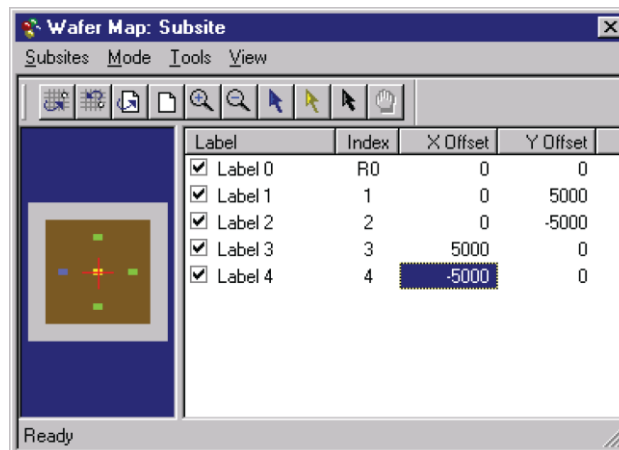 Wafer Map: Subsite
Subsites Mode Tools View
Label Index X Offset Y Offset
Label 0 R0 0 0
Label 1 1 0 5000
Label 2 2 0 -5000
Label 3 3 5000 0
Label 4 4 -5000 0
Ready